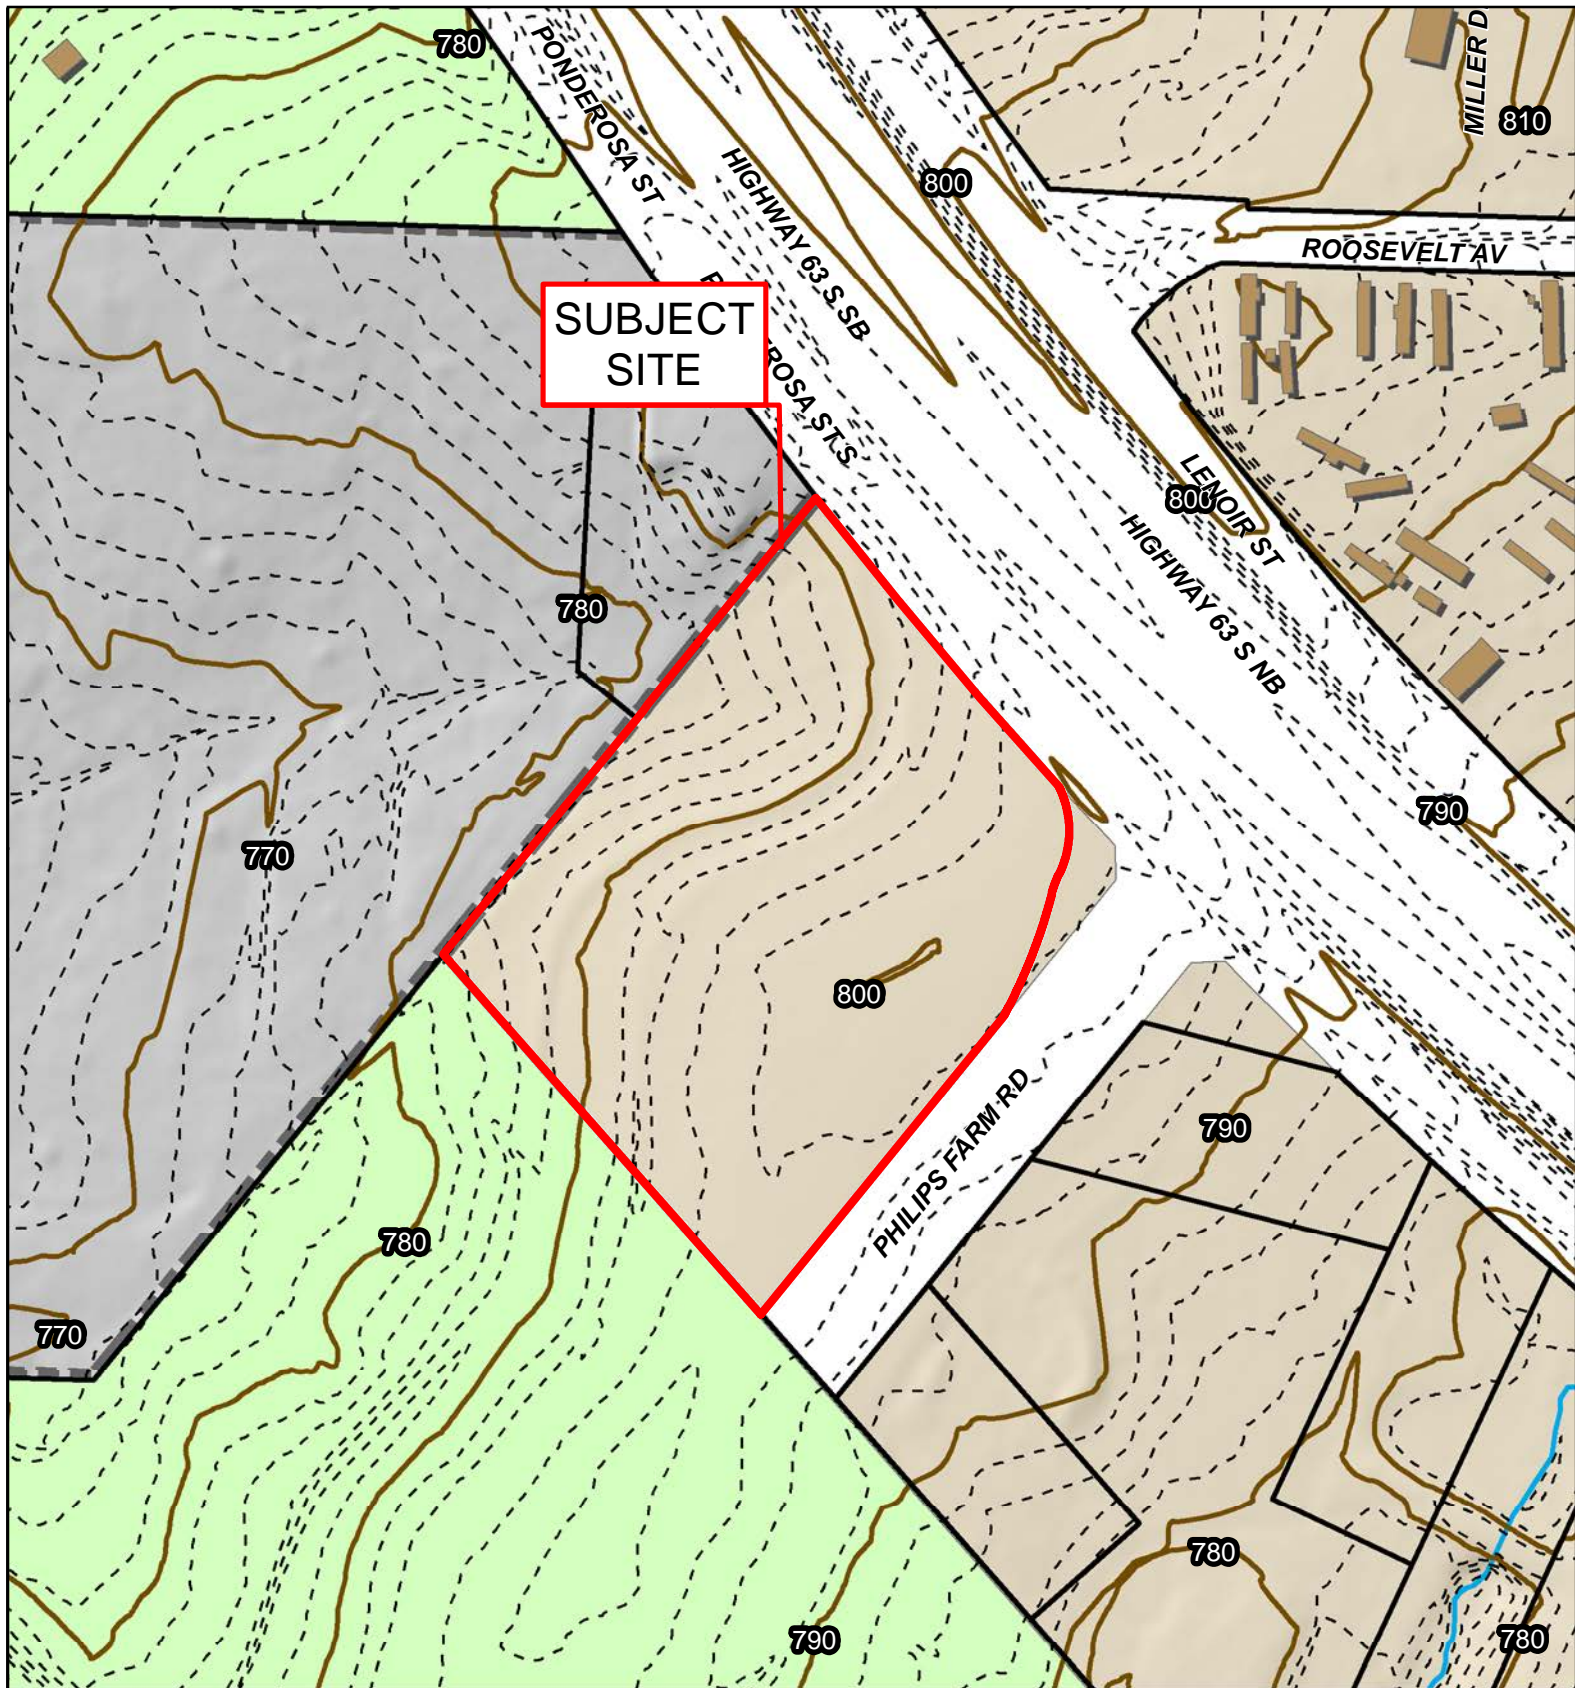 780
PONDEROSA ST
MILLER D
810
800
HIGHWAY 63 S SB
ROOSEVELT AV
SUBJECT
SITE
ROSA ST S
800
LENOIR ST
HIGHWAY 63 S NB
780
790
770
800
PHILIPS FARM RD
790
780
770
780
790
780